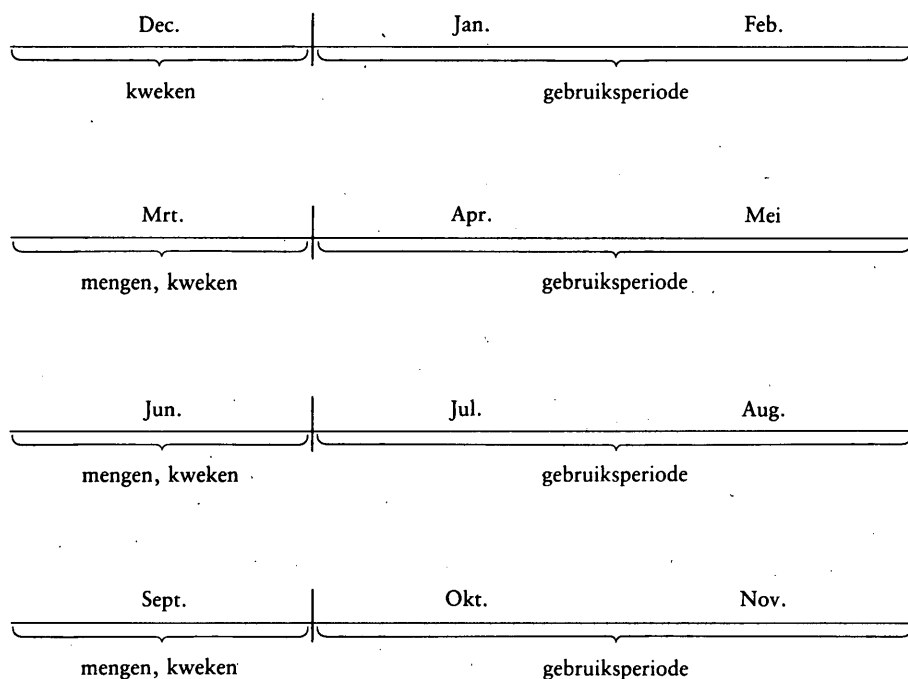 Dec. Jan. Feb.
kweken gebruiksperiode
Mrt. Apr. Mei
mengen, kweken gebruiksperiode
Jun. Jul. Aug.
mengen, kweken gebruiksperiode
Sept. Okt. Nov.
mengen, kweken gebruiksperiode